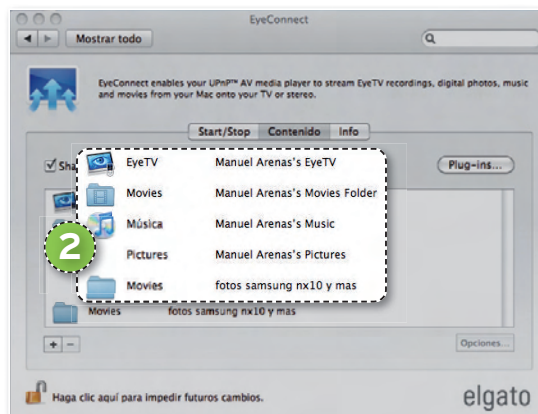 EyeConnect
Mostrar todo
EyeConnect enables your UPnP™ AV media player to stream EyeTV recordings, digital photos, music
and movies from your Mac onto your TV or stereo.
Start/Stop Contenido Info
Sha
Plug-ins...
EyeTV Manuel Arenas's EyeTV
Movies Manuel Arenas's Movies Folder
Música Manuel Arenas's Music
2
Pictures Manuel Arenas's Pictures
Movies fotos samsung nx10 y mas
Movies fotos samsung nx10 y mas
+ −
Opciones...
Haga clic aquí para impedir futuros cambios.
elgato